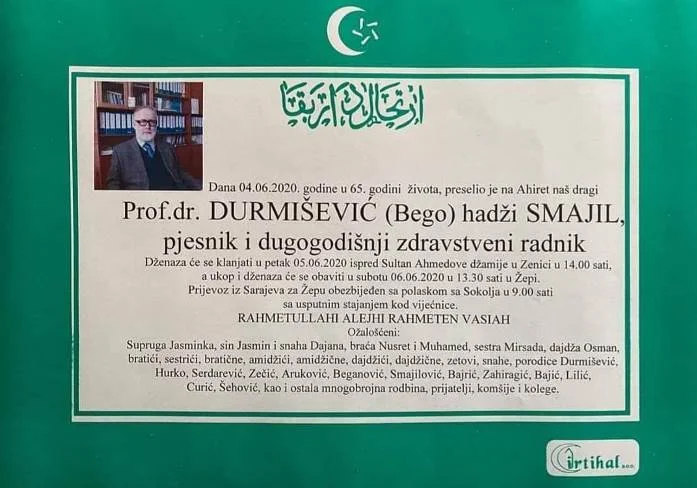 ارتحال دار بقا
Dana 04.06.2020. godine u 65. godini života, preselio je na Ahiret naš dragi
Prof.dr. DURMIŠEVIĆ (Bego) hadži SMAJIL,
pjesnik i dugogodišnji zdravstveni radnik
Dženaza će se klanjati u petak 05.06.2020 ispred Sultan Ahmedove džamije u Zenici u 14.00 sati,
a ukop i dženaza će se obaviti u subotu 06.06.2020 u 13.30 sati u Žepi.
Prijevoz iz Sarajeva za Žepu obezbijeđen sa polaskom sa Sokolja u 9.00 sati
sa usputnim stajanjem kod vijećnice.
RAHMETULLAHI ALEJHI RAHMETEN VASIAH
Ožalošćeni:
Supruga Jasminka, sin Jasmin i snaha Dajana, braća Nusret i Muhamed, sestra Mirsada, dajdža Osman,
bratići, sestrići, bratične, amidžići, amidžične, dajdžići, dajdžične, zetovi, snahe, porodice Durmišević,
Hurko, Serdarević, Zečić, Aruković, Beganović, Smajilović, Bajrić, Zahiragić, Bajić, Lilić,
Curić, Šehović, kao i ostala mnogobrojna rodbina, prijatelji, komšije i kolege.
irtihal d.o.o.